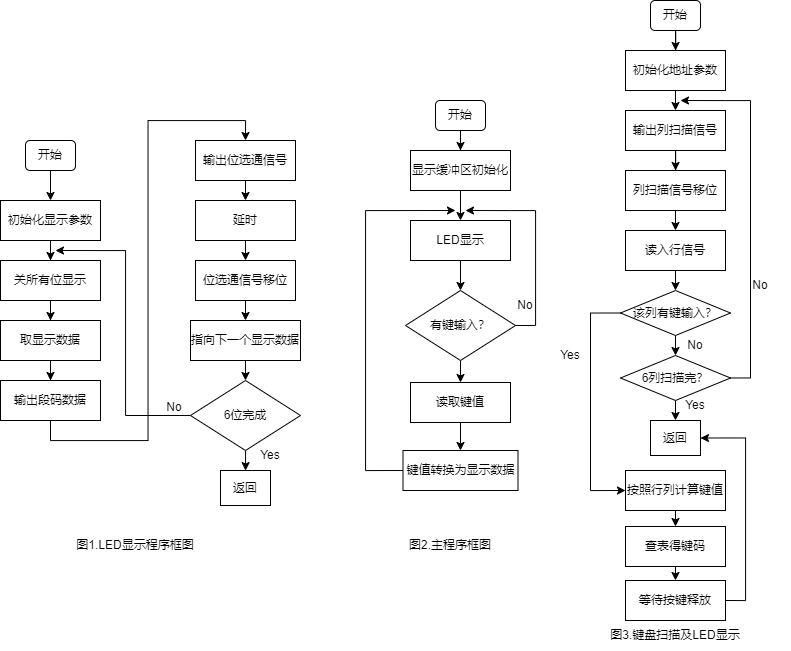 开始
初始化显示参数
关所有位显示
取显示数据
输出段码数据
输出位选通信号
延时
位选通信号移位
指向下一个显示数据
6位完成
No
Yes
返回
图1.LED显示程序框图
开始
显示缓冲区初始化
LED显示
有键输入?
No
读取键值
键值转换为显示数据
图2.主程序框图
开始
初始化地址参数
输出列扫描信号
列扫描信号移位
读入行信号
该列有键输入?
Yes
No
6列扫描完?
No
Yes
返回
按照行列计算键值
查表得键码
等待按键释放
图3.键盘扫描及LED显示